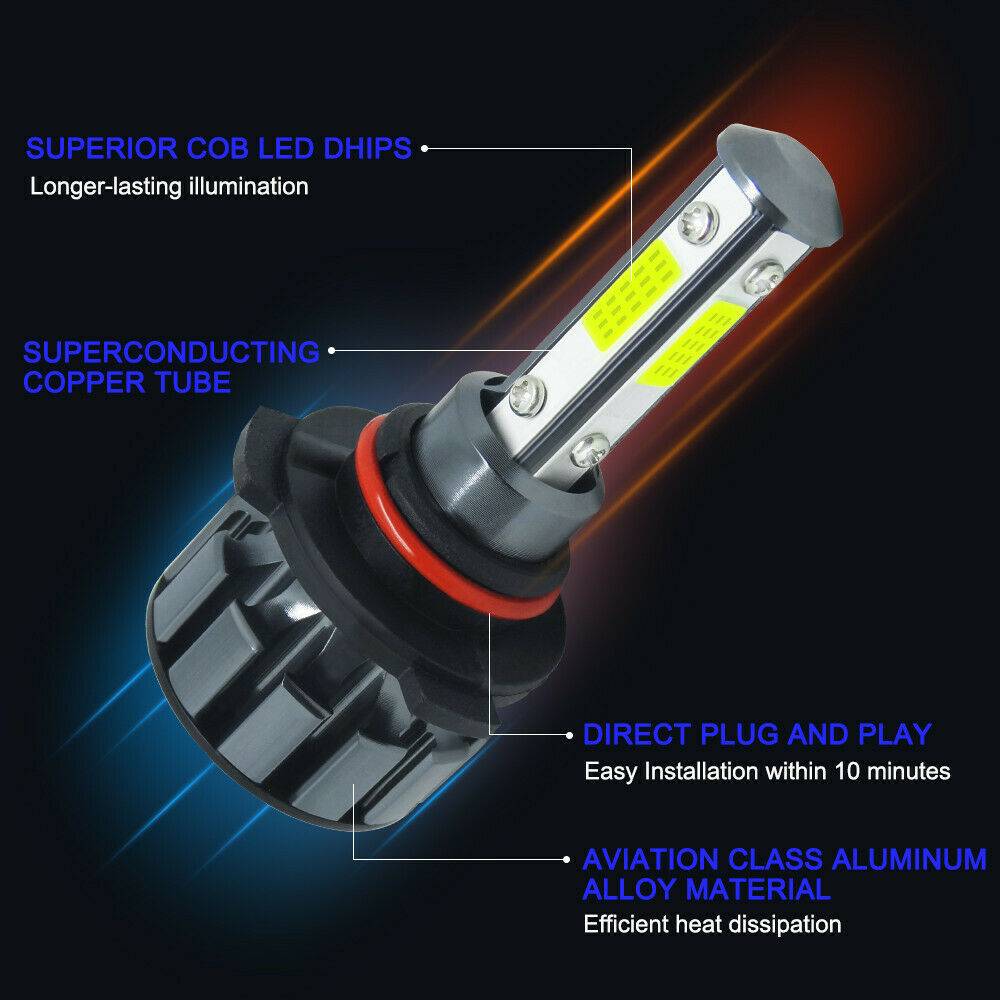 SUPERIOR COB LED DHIPS
Longer-lasting illumination
SUPERCONDUCTING
COPPER TUBE
DIRECT PLUG AND PLAY
Easy Installation within 10 minutes
AVIATION CLASS ALUMINUM
ALLOY MATERIAL
Efficient heat dissipation